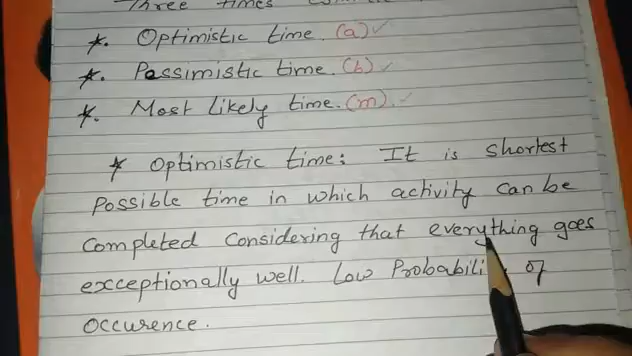 Three times
*. Optimistic time. (a) ✓
*. Passimistic time. (b) ✓
*. Most Likely time. (m). ✓
* Optimistic time: It is shortest
possible time in which activity can be
completed considering that everything goes
exceptionally well. Low Probabili of
occurence.